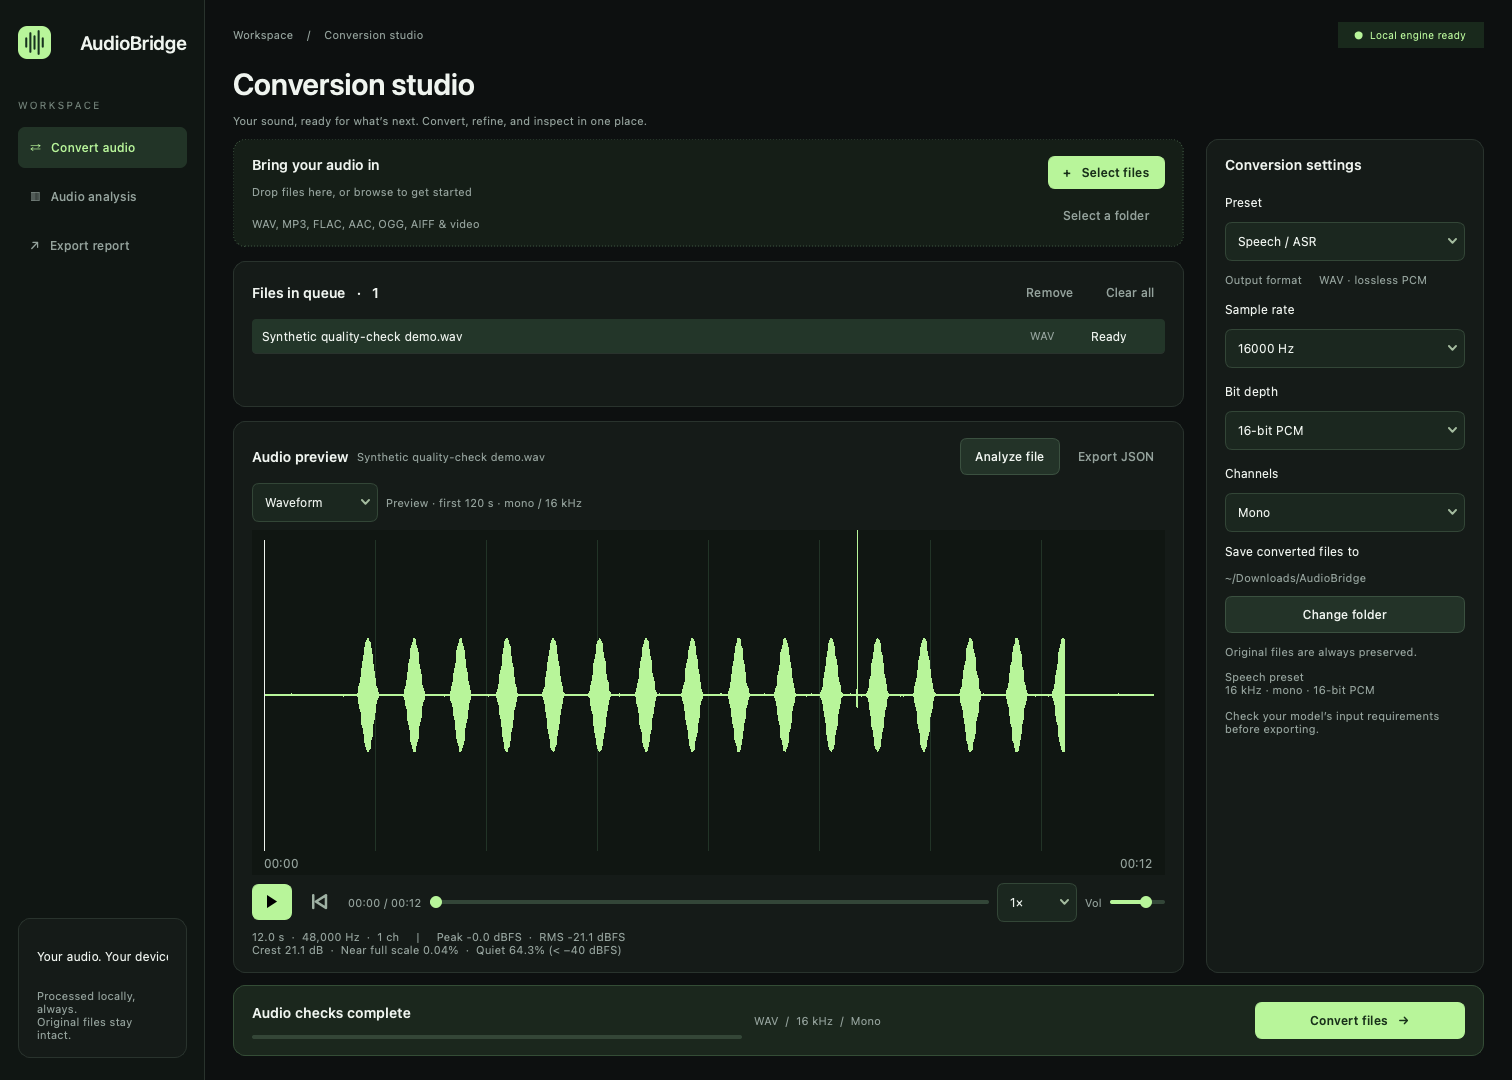 AudioBridge
WORKSPACE
Convert audio
Audio analysis
Export report
Your audio. Your device
Processed locally,
always.
Original files stay
intact.
Workspace / Conversion studio
Local engine ready
Conversion studio
Your sound, ready for what's next. Convert, refine, and inspect in one place.
Bring your audio in
Drop files here, or browse to get started
WAV, MP3, FLAC, AAC, OGG, AIFF & video
+ Select files
Select a folder
Files in queue · 1
Remove
Clear all
Synthetic quality-check demo.wav
WAV
Ready
Audio preview
Synthetic quality-check demo.wav
Analyze file
Export JSON
Waveform
Preview · first 120 s · mono / 16 kHz
00:00
00:12
00:00 / 00:12
1×
Vol
12.0 s · 48,000 Hz · 1 ch | Peak -0.0 dBFS · RMS -21.1 dBFS
Crest 21.1 dB · Near full scale 0.04% · Quiet 64.3% (< −40 dBFS)
Conversion settings
Preset
Speech / ASR
Output format WAV · lossless PCM
Sample rate
16000 Hz
Bit depth
16-bit PCM
Channels
Mono
Save converted files to
~/Downloads/AudioBridge
Change folder
Original files are always preserved.
Speech preset
16 kHz · mono · 16-bit PCM
Check your model's input requirements
before exporting.
Audio checks complete
WAV / 16 kHz / Mono
Convert files →